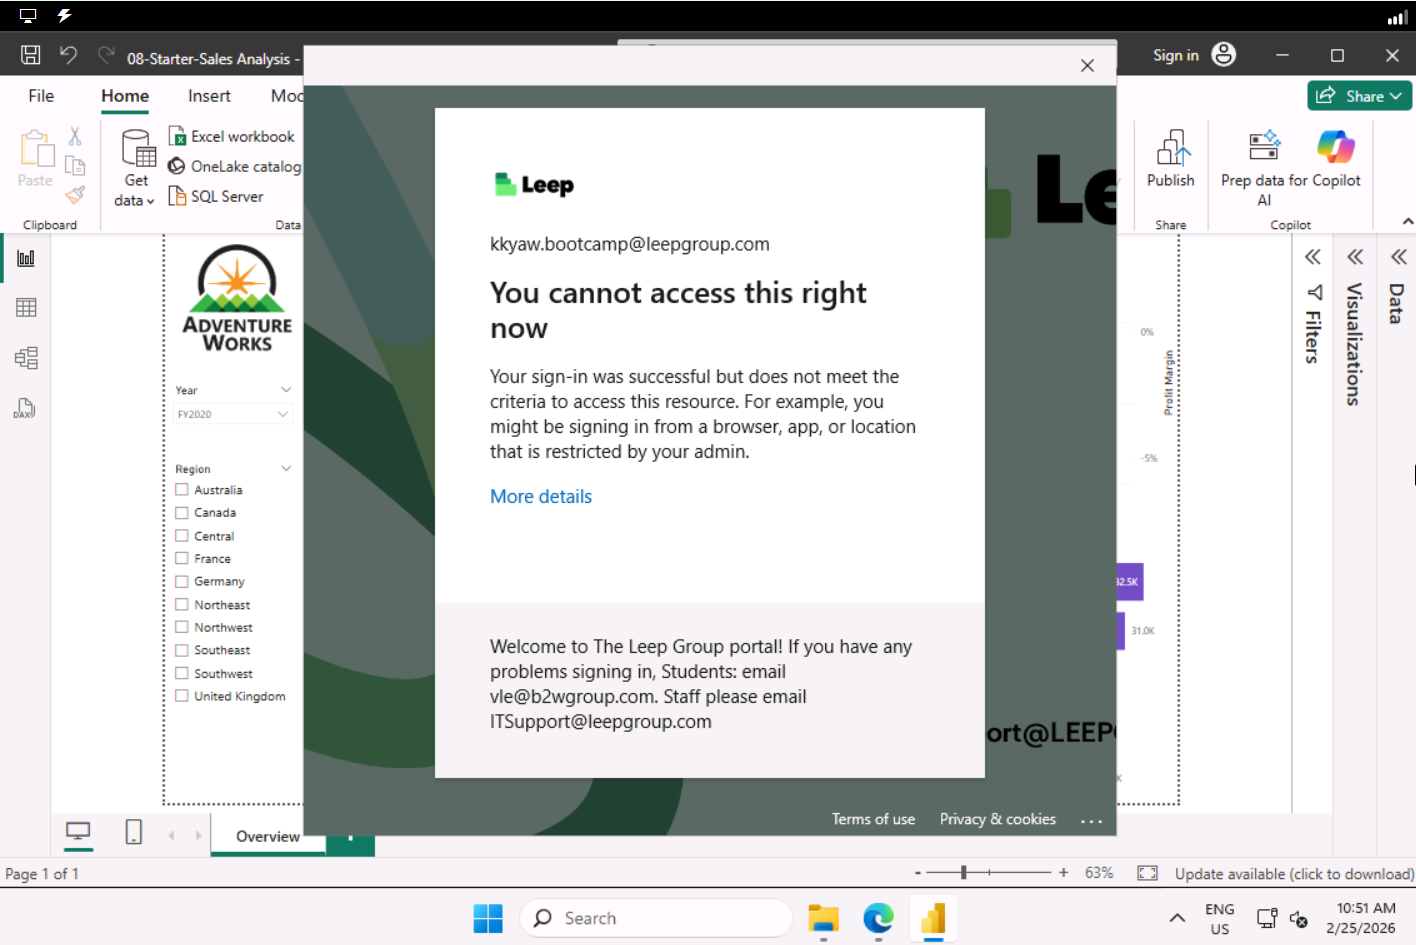 08-Starter-Sales Analysis -
Sign in
File
Home
Insert
Share
Paste
Clipboard
Get
data
Excel workbook
OneLake catalog
SQL Server
Data
Publish
Share
Prep data for
AI
Copilot
Copilot
ADVENTURE
WORKS
Year
FY2020
Region
Australia
Canada
Central
France
Germany
Northeast
Northwest
Southeast
Southwest
United Kingdom
Leep
kkyaw.bootcamp@leepgroup.com
You cannot access this right
now
Your sign-in was successful but does not meet the
criteria to access this resource. For example, you
might be signing in from a browser, app, or location
that is restricted by your admin.
More details
Welcome to The Leep Group portal! If you have any
problems signing in, Students: email
vle@b2wgroup.com. Staff please email
ITSupport@leepgroup.com
Terms of use
Privacy & cookies
...
0%
-5%
Profit Margin
31.0K
Filters
Visualizations
Data
DAX
Overview
Page 1 of 1
-
+
63%
Update available (click to download)
Search
ENG
US
10:51 AM
2/25/2026